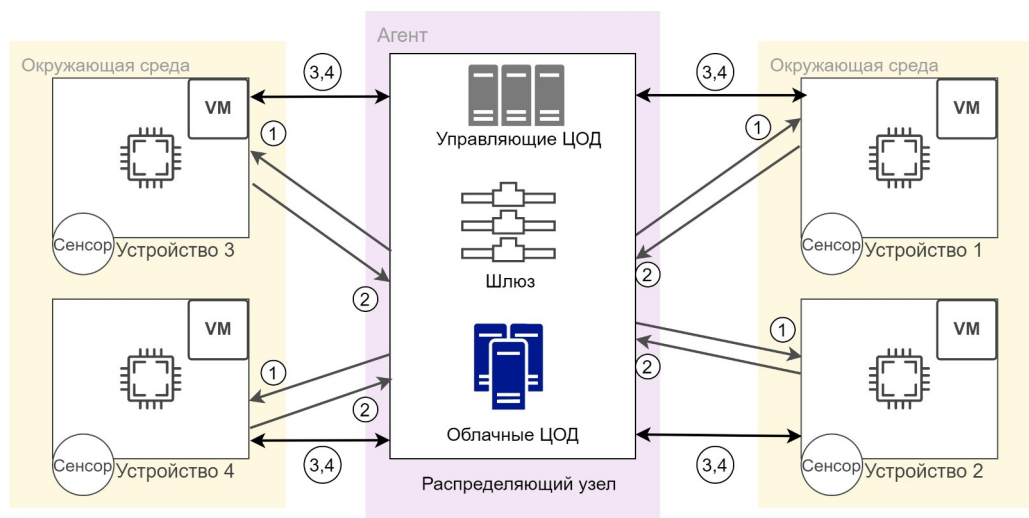 Агент
Окружающая среда
VM
3,4
1
Сенсор
Устройство 3
2
VM
1
Сенсор
Устройство 4
2
3,4
Управляющие ЦОД
Шлюз
Облачные ЦОД
Распределяющий узел
Окружающая среда
3,4
VM
1
Сенсор
Устройство 1
2
VM
1
2
Сенсор
Устройство 2
3,4